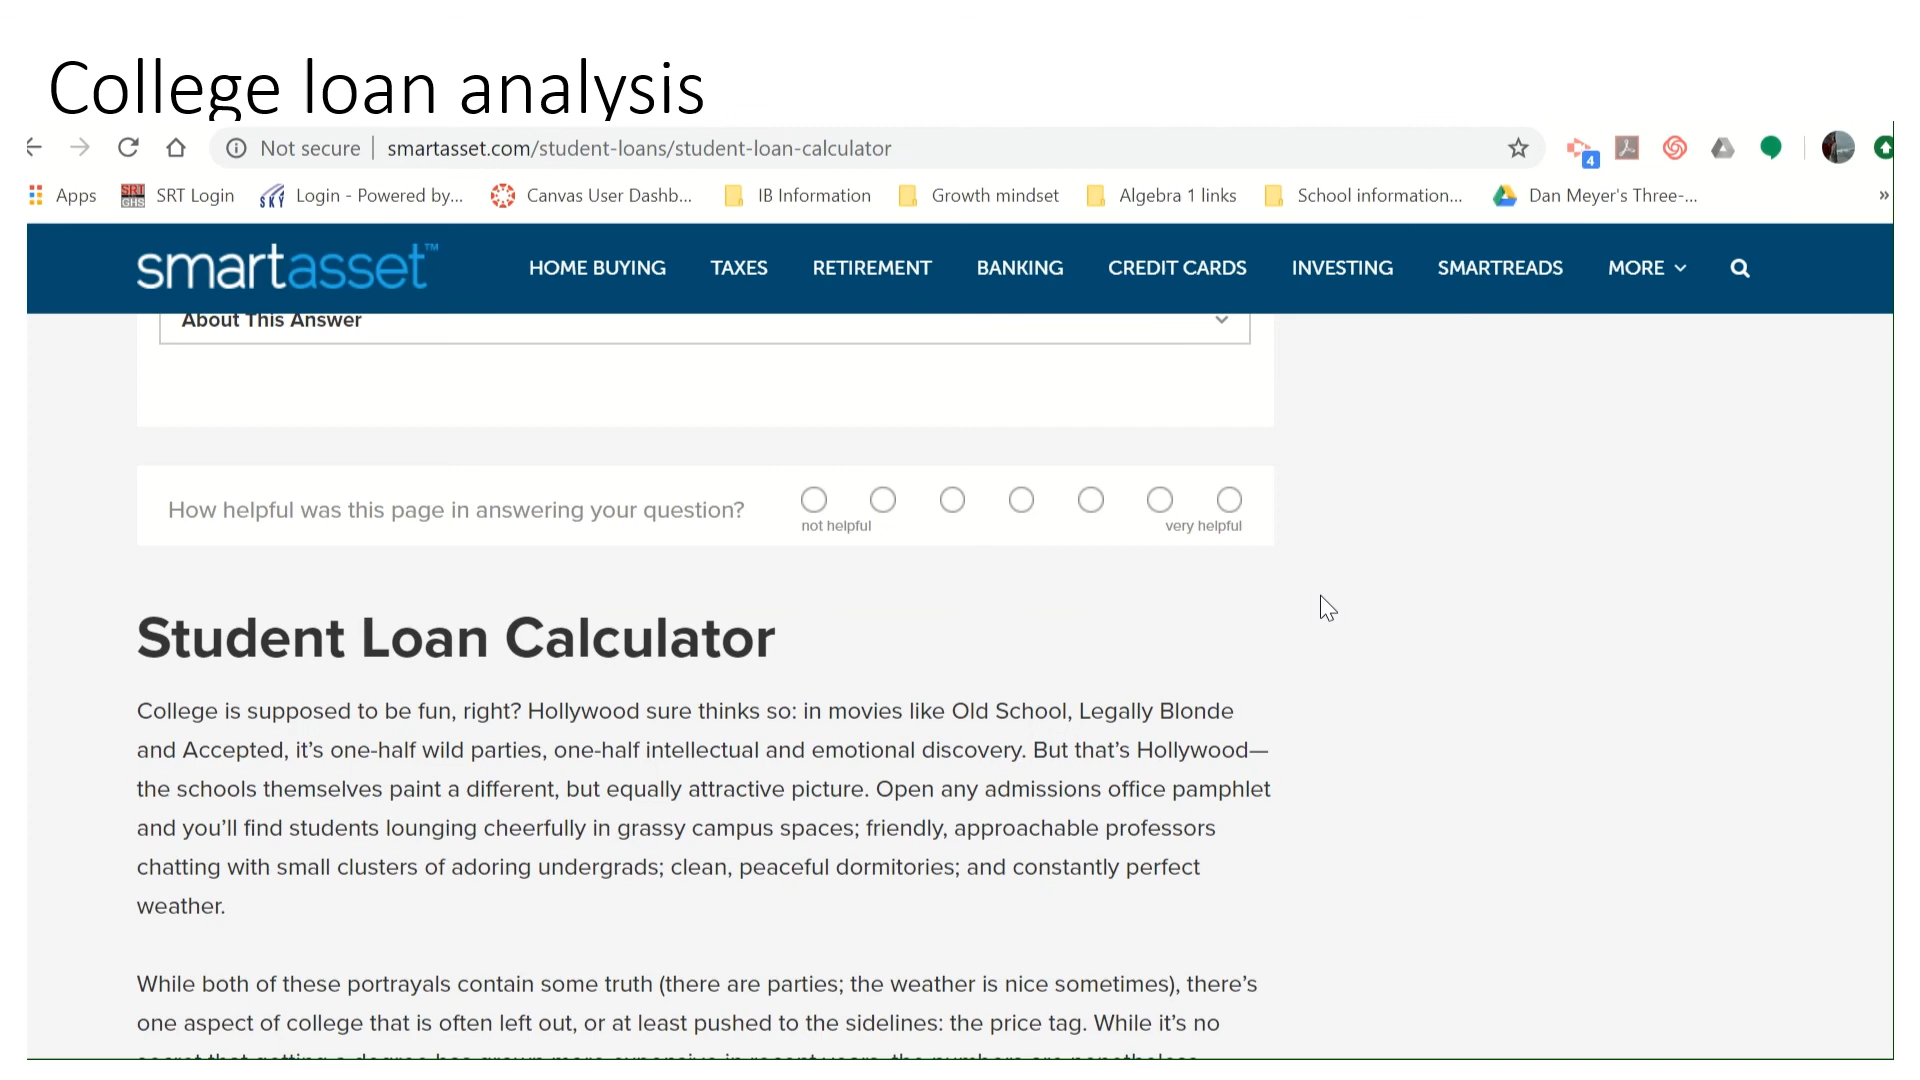 College loan analysis
Not secure | smartasset.com/student-loans/student-loan-calculator
4
Apps SRT Login Login - Powered by... Canvas User Dashb... IB Information Growth mindset Algebra 1 links School information... Dan Meyer's Three-... »
SRT
GHS
smartasset™ HOME BUYING TAXES RETIREMENT BANKING CREDIT CARDS INVESTING SMARTREADS MORE
About This Answer
How helpful was this page in answering your question?
not helpful very helpful
Student Loan Calculator
College is supposed to be fun, right? Hollywood sure thinks so: in movies like Old School, Legally Blonde
and Accepted, it’s one-half wild parties, one-half intellectual and emotional discovery. But that’s Hollywood—
the schools themselves paint a different, but equally attractive picture. Open any admissions office pamphlet
and you’ll find students lounging cheerfully in grassy campus spaces; friendly, approachable professors
chatting with small clusters of adoring undergrads; clean, peaceful dormitories; and constantly perfect
weather.
While both of these portrayals contain some truth (there are parties; the weather is nice sometimes), there’s
one aspect of college that is often left out, or at least pushed to the sidelines: the price tag. While it’s no